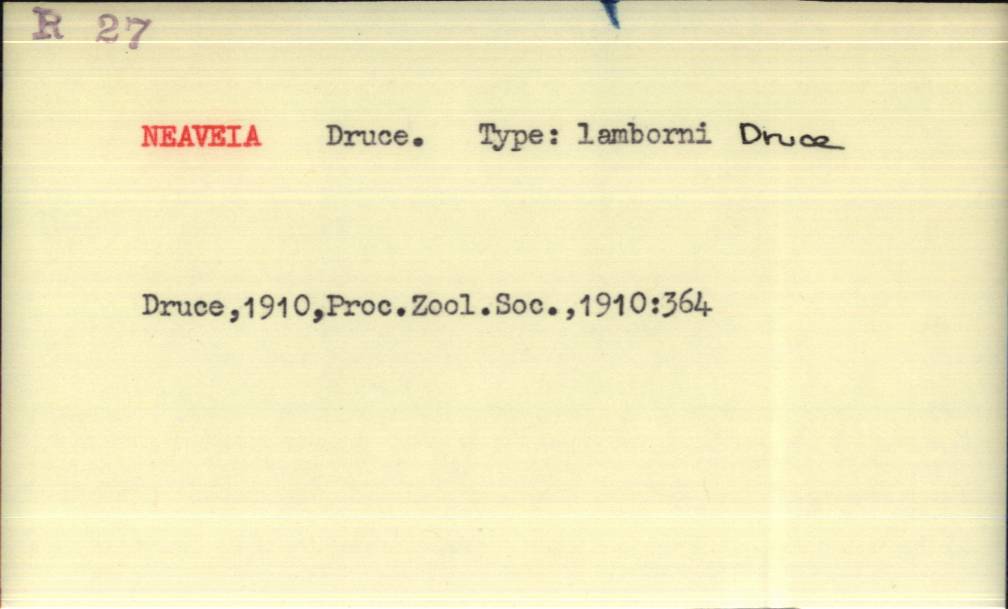 R 27
NEAVEIA Druce. Type: lamborni Druce
Druce,1910,Proc.Zool.Soc.,1910:364